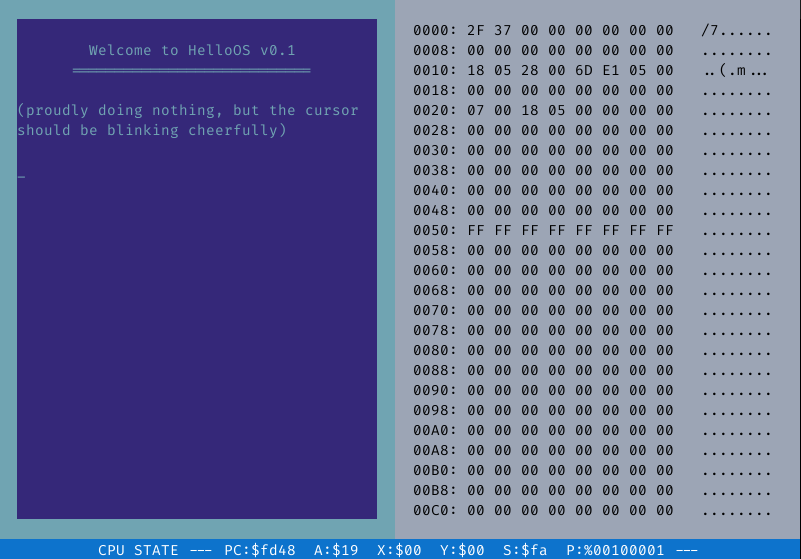 Welcome to HelloOS v0.1
══════════════════════════
(proudly doing nothing, but the cursor
should be blinking cheerfully)
_
0000: 2F 37 00 00 00 00 00 00 /7......
0008: 00 00 00 00 00 00 00 00 ........
0010: 18 05 28 00 6D E1 05 00 ..(.m...
0018: 00 00 00 00 00 00 00 00 ........
0020: 07 00 18 05 00 00 00 00 ........
0028: 00 00 00 00 00 00 00 00 ........
0030: 00 00 00 00 00 00 00 00 ........
0038: 00 00 00 00 00 00 00 00 ........
0040: 00 00 00 00 00 00 00 00 ........
0048: 00 00 00 00 00 00 00 00 ........
0050: FF FF FF FF FF FF FF FF ........
0058: 00 00 00 00 00 00 00 00 ........
0060: 00 00 00 00 00 00 00 00 ........
0068: 00 00 00 00 00 00 00 00 ........
0070: 00 00 00 00 00 00 00 00 ........
0078: 00 00 00 00 00 00 00 00 ........
0080: 00 00 00 00 00 00 00 00 ........
0088: 00 00 00 00 00 00 00 00 ........
0090: 00 00 00 00 00 00 00 00 ........
0098: 00 00 00 00 00 00 00 00 ........
00A0: 00 00 00 00 00 00 00 00 ........
00A8: 00 00 00 00 00 00 00 00 ........
00B0: 00 00 00 00 00 00 00 00 ........
00B8: 00 00 00 00 00 00 00 00 ........
00C0: 00 00 00 00 00 00 00 00 ........
CPU STATE --- PC:$fd48 A:$19 X:$00 Y:$00 S:$fa P:%00100001 ---